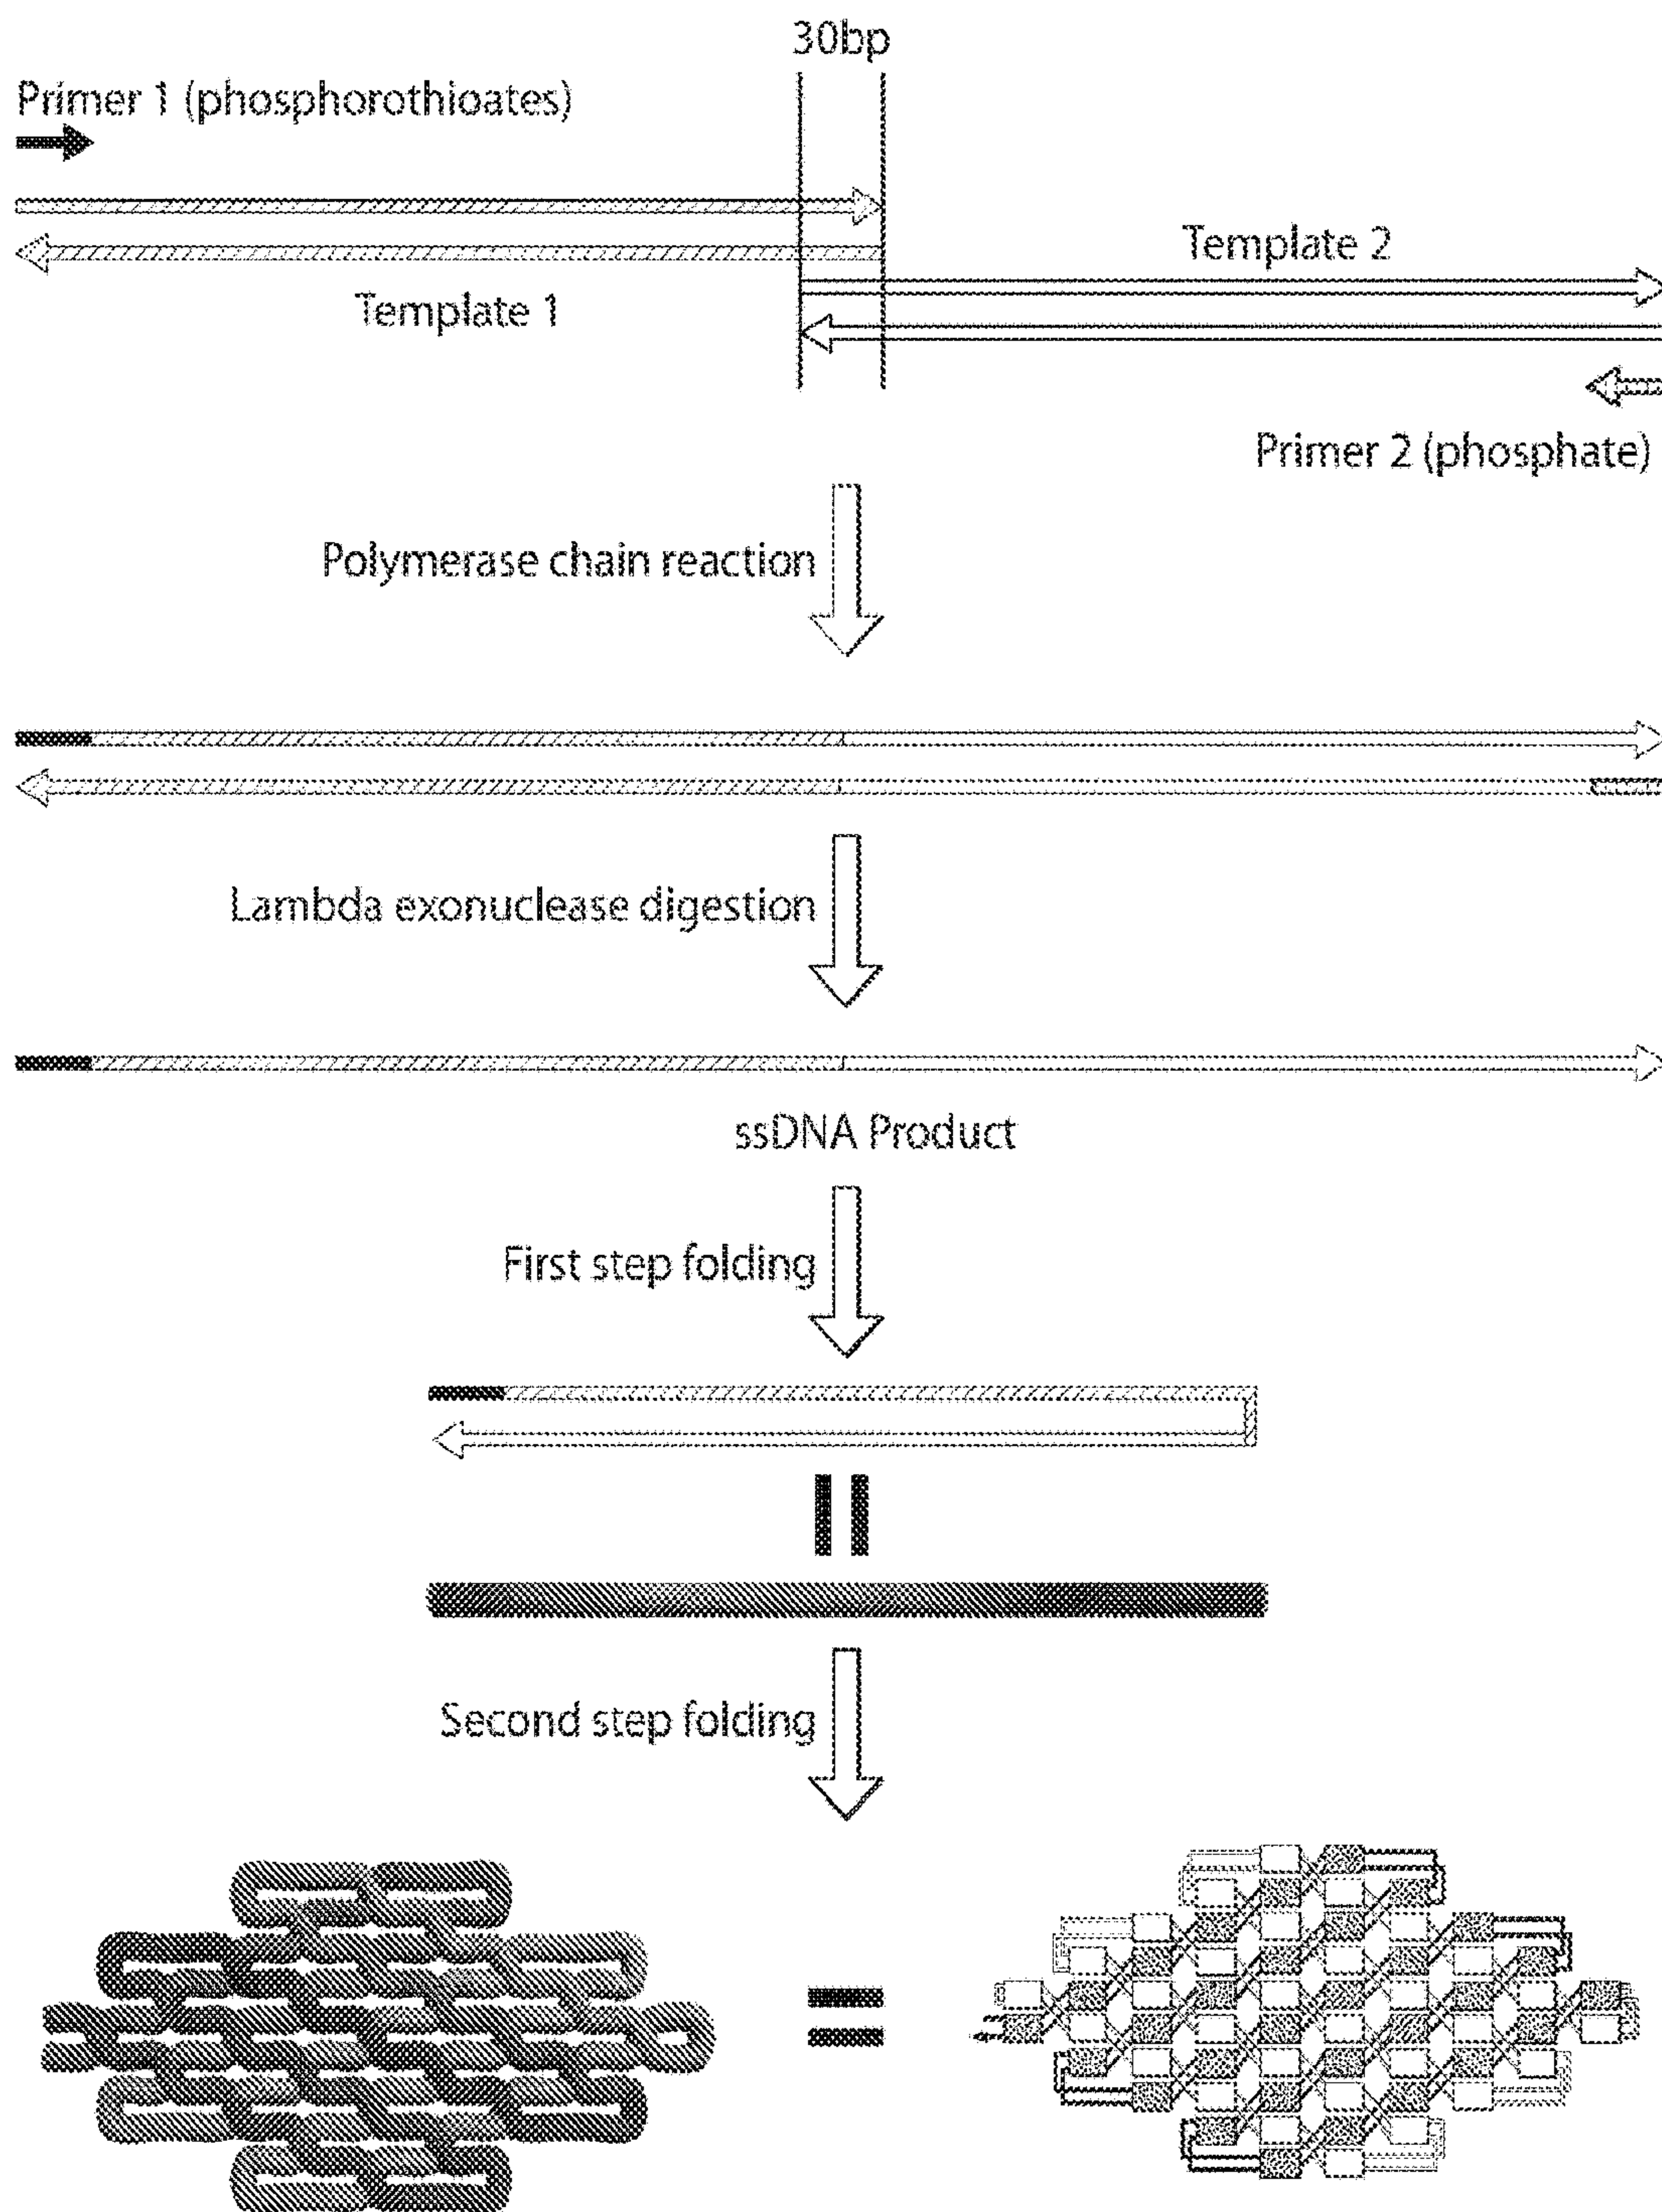 30bp
Primer 1 (phosphorothioates)
Template 2
Template 1
Primer 2 (phosphate)
Polymerase chain reaction
Lambda exonuclease digestion
ssDNA Product
First step folding
Second step folding